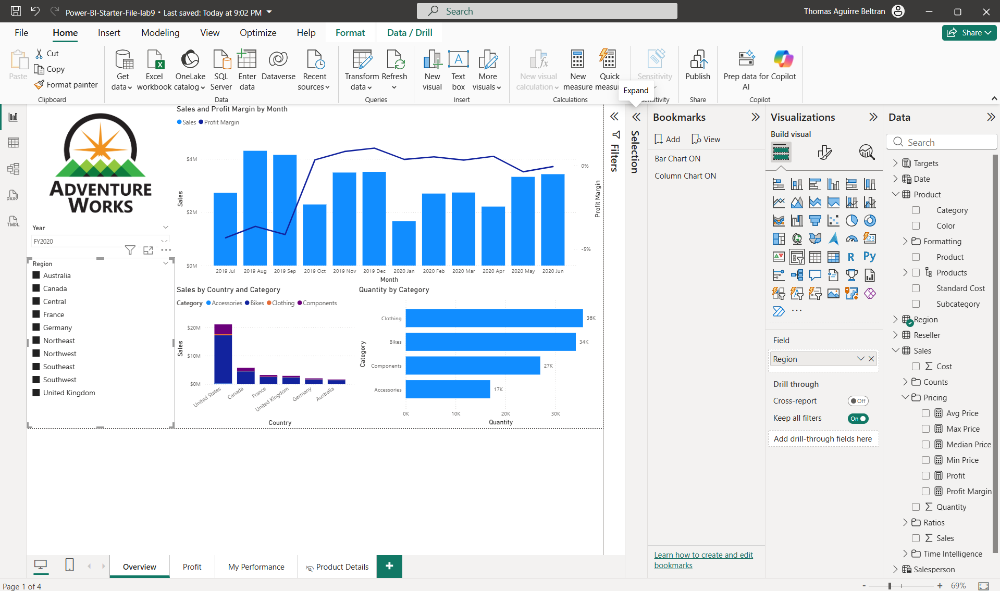 Power-BI-Starter-File-lab9 • Last saved: Today at 9:02 PM
Search
Thomas Aguirre Beltran
File
Home
Insert
Modeling
View
Optimize
Help
Format
Data / Drill
Share
Paste
Cut
Copy
Format painter
Clipboard
Get data
Excel workbook
OneLake catalog
SQL Server
Enter data
Dataverse
Recent sources
Data
Transform data
Refresh
Queries
New visual
Text box
More visuals
Insert
New visual calculation
New measure
Quick
Calculations
Sensitivity
Publish
Share
Prep data for AI
Copilot
Copilot
Expand
ADVENTURE
WORKS
Year
FY2020
Region
Australia
Canada
Central
France
Germany
Northeast
Northwest
Southeast
Southwest
United Kingdom
Sales and Profit Margin by Month
Sales Profit Margin
$4M
$2M
$0M
Sales
0%
-5%
Profit Margin
2019 Jul 2019 Aug 2019 Sep 2019 Oct 2019 Nov 2019 Dec 2020 Jan 2020 Feb 2020 Mar 2020 Apr 2020 May 2020 Jun
Month
Sales by Country and Category
Category Accessories Bikes Clothing Components
$20M
$10M
$0M
Sales
United States
Canada
France
United Kingdom
Germany
Australia
Country
Quantity by Category
Category
Clothing 36K
Bikes 34K
Components 27K
Accessories 17K
0K 10K 20K 30K
Quantity
Filters
Selection
Bookmarks
Add
View
Bar Chart ON
Column Chart ON
Learn how to create and edit
bookmarks
Visualizations
Build visual
123
R
Py
Field
Region
Drill through
Cross-report
Off
Keep all filters
On
Add drill-through fields here
Data
Search
Targets
Date
Product
Category
Color
Formatting
Product
Products
Standard Cost
Subcategory
Region
Reseller
Sales
Cost
Counts
Pricing
Avg Price
Max Price
Median Price
Min Price
Profit
Profit Margin
Quantity
Ratios
Sales
Time Intelligence
Salesperson
DAX
TMDL
Overview
Profit
My Performance
Product Details
Page 1 of 4
69%